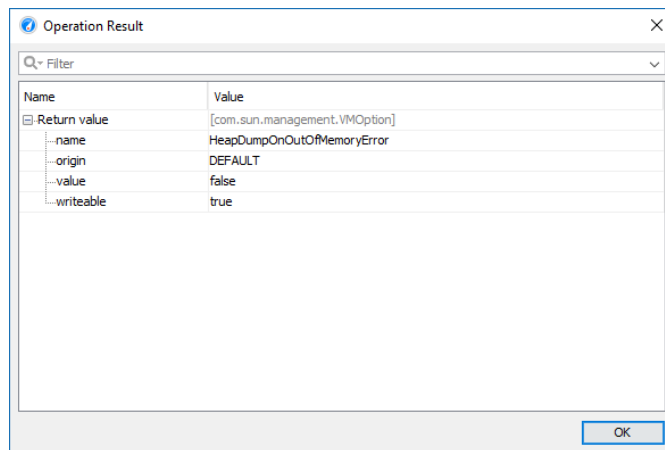 Operation Result
Filter
Name Value
Return value [com.sun.management.VMOption]
name HeapDumpOnOutOfMemoryError
origin DEFAULT
value false
writeable true
OK